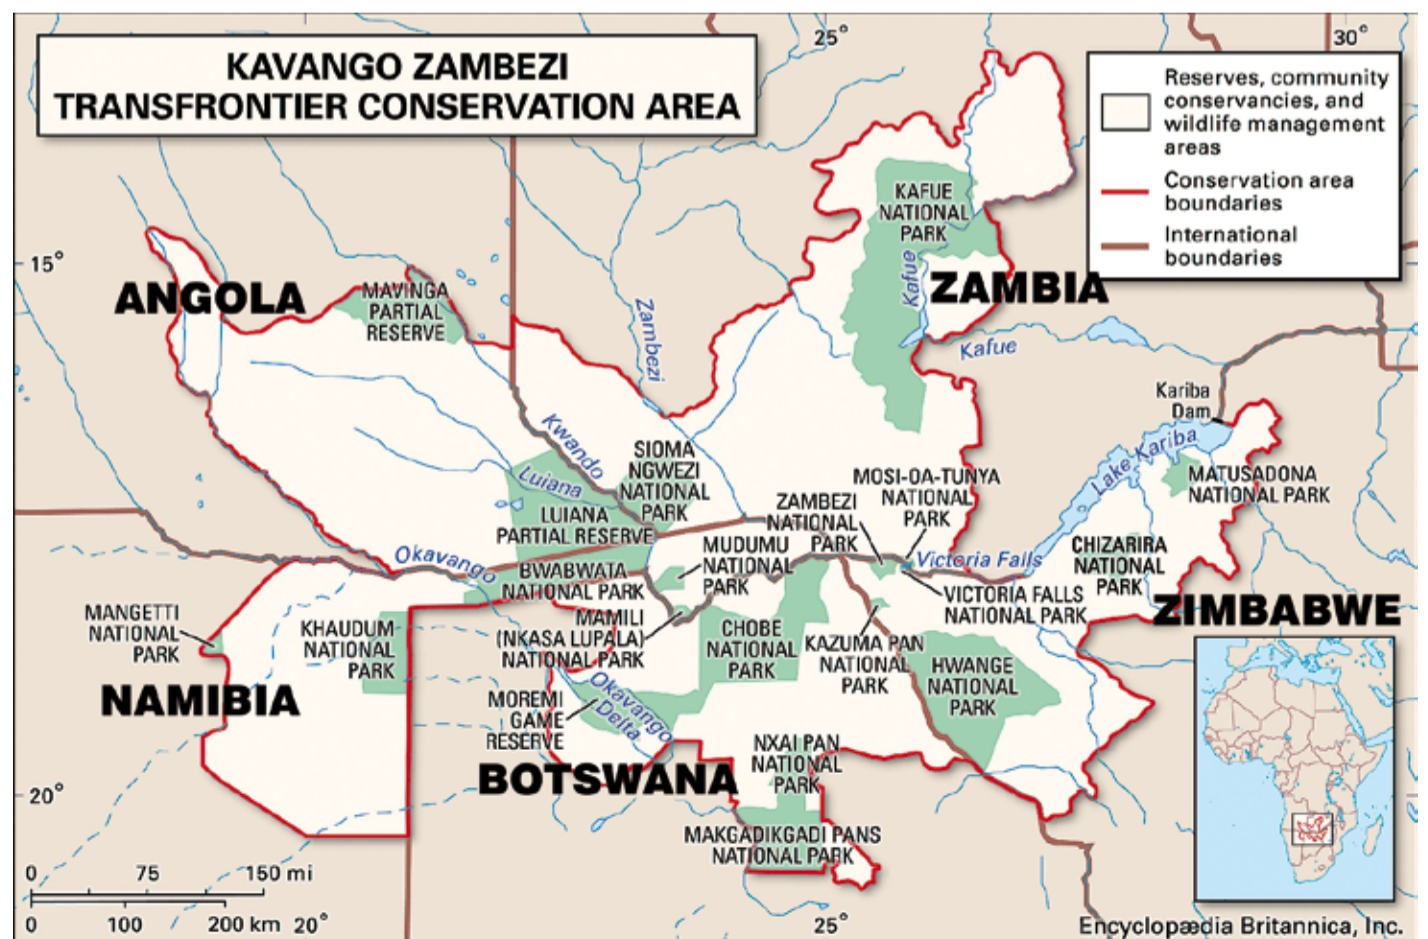 KAVANGO ZAMBEZI
TRANSFRONTIER CONSERVATION AREA
25°
30°
Reserves, community
conservancies, and
wildlife management
areas
Conservation area
boundaries
International
boundaries
15°
ANGOLA
MAVINGA
PARTIAL
RESERVE
Zambezi
KAFUE
NATIONAL
PARK
Kafue
ZAMBIA
Kafue
Kariba
Dam
Lake Kariba
MATUSADONA
NATIONAL PARK
Kwando
Luiana
SIOMA
NGWEZI
NATIONAL
PARK
LUIANA
PARTIAL RESERVE
MOSI-OA-TUNYA
NATIONAL
PARK
ZAMBEZI
NATIONAL
PARK
Okavango
BWABWATA
NATIONAL PARK
MUDUMU
NATIONAL
PARK
Victoria Falls
VICTORIA FALLS
NATIONAL PARK
CHIZARIRA
NATIONAL
PARK
ZIMBABWE
MANGETTI
NATIONAL
PARK
KHAUDUM
NATIONAL
PARK
MAMILI
(NKASA LUPALA)
NATIONAL PARK
CHOBE
NATIONAL
PARK
KAZUMA PAN
NATIONAL
PARK
HWANGE
NATIONAL
PARK
NAMIBIA
MOREMI
GAME
RESERVE
Okavango
Delta
BOTSWANA
NXAI PAN
NATIONAL
PARK
20°
MAKGADIKGADI PANS
NATIONAL PARK
0 75 150 mi
0 100 200 km
20°
25°
Encyclopædia Britannica, Inc.